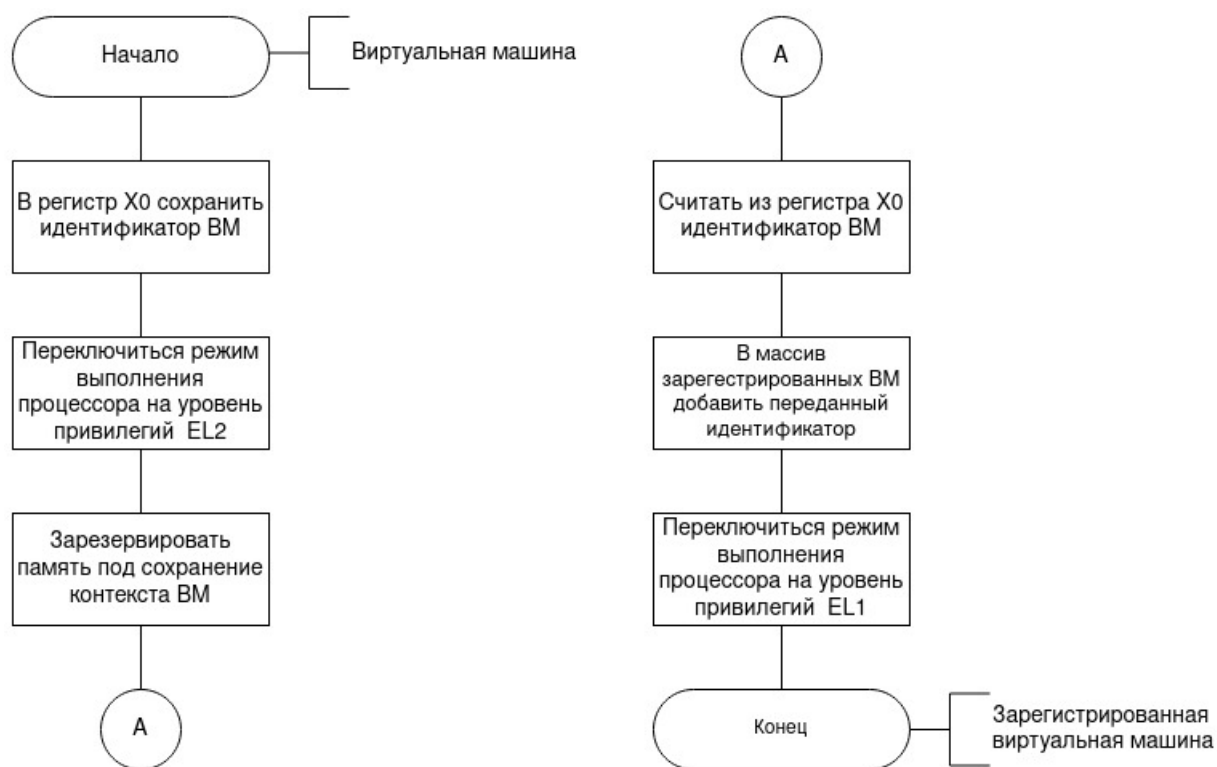 Начало
Виртуальная машина
В регистр X0 сохранить
идентификатор ВМ
Переключиться режим
выполнения
процессора на уровень
привилегий EL2
Зарезервировать
память под сохранение
контекста ВМ
А
А
Считать из регистра X0
идентификатор ВМ
В массив
зарегестрированных ВМ
добавить переданный
идентификатор
Переключиться режим
выполнения
процессора на уровень
привилегий EL1
Конец
Зарегистрированная
виртуальная машина